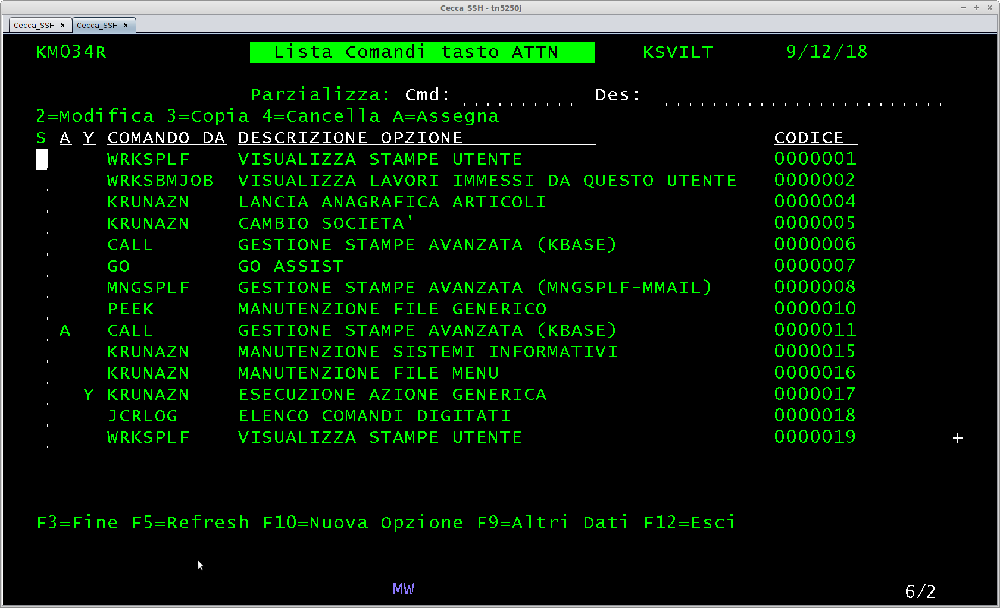 Cecca_SSH - tn5250j
Cecca_SSH × Cecca_SSH ×
KM034R Lista Comandi tasto ATTN KSVILT 9/12/18
Parzializza: Cmd: Des:
2=Modifica 3=Copia 4=Cancella A=Assegna
S A Y COMANDO DA DESCRIZIONE OPZIONE CODICE
WRKSPLF VISUALIZZA STAMPE UTENTE 0000001
WRKSBMJOB VISUALIZZA LAVORI IMMESSI DA QUESTO UTENTE 0000002
KRUNAZN LANCIA ANAGRAFICA ARTICOLI 0000004
KRUNAZN CAMBIO SOCIETA' 0000005
CALL GESTIONE STAMPE AVANZATA (KBASE) 0000006
GO GO ASSIST 0000007
MNGSPLF GESTIONE STAMPE AVANZATA (MNGSPLF-MMAIL) 0000008
PEEK MANUTENZIONE FILE GENERICO 0000010
A CALL GESTIONE STAMPE AVANZATA (KBASE) 0000011
KRUNAZN MANUTENZIONE SISTEMI INFORMATIVI 0000015
KRUNAZN MANUTENZIONE FILE MENU 0000016
Y KRUNAZN ESECUZIONE AZIONE GENERICA 0000017
JCRLOG ELENCO COMANDI DIGITATI 0000018
WRKSPLF VISUALIZZA STAMPE UTENTE 0000019 +
F3=Fine F5=Refresh F10=Nuova Opzione F9=Altri Dati F12=Esci
MW 6/2